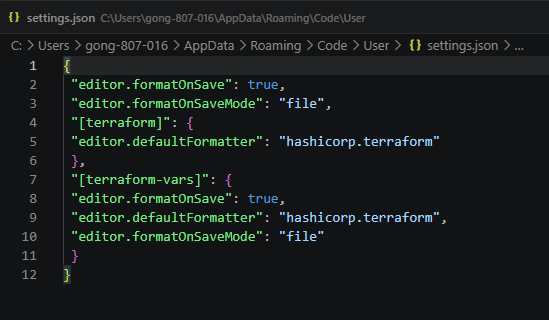 {} settings.json C:\Users\gong-807-016\AppData\Roaming\Code\User
C: > Users > gong-807-016 > AppData > Roaming > Code > User > {} settings.json > ...
1 {
2 "editor.formatOnSave": true,
3 "editor.formatOnSaveMode": "file",
4 "[terraform]": {
5 "editor.defaultFormatter": "hashicorp.terraform"
6 },
7 "[terraform-vars]": {
8 "editor.formatOnSave": true,
9 "editor.defaultFormatter": "hashicorp.terraform",
10 "editor.formatOnSaveMode": "file"
11 }
12 }